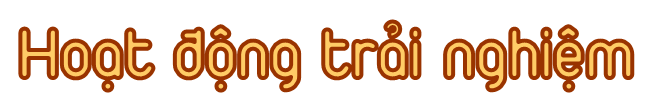 Hoạt động trải nghiệm